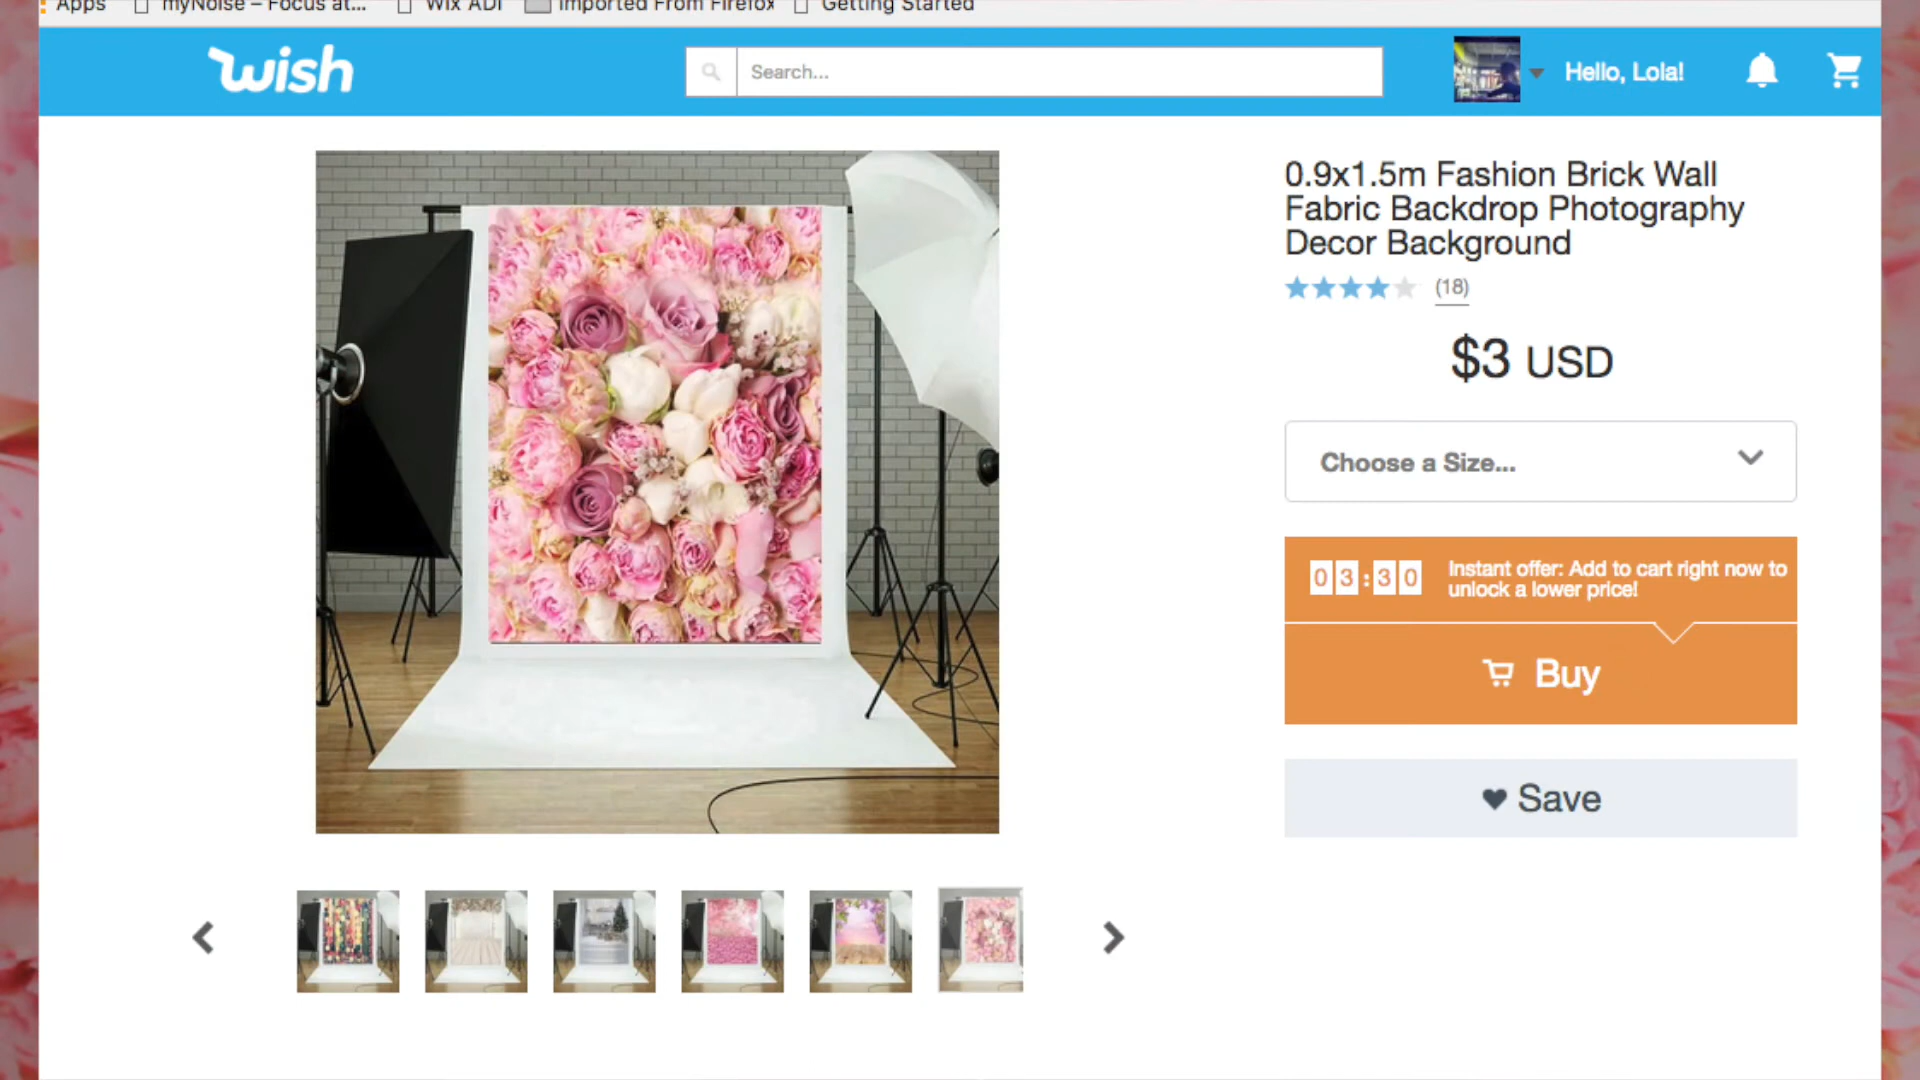 Apps myNoise – Focus at... Wix ADI Imported From Firefox Getting Started
wish
Search...
Hello, Lola!
0.9x1.5m Fashion Brick Wall
Fabric Backdrop Photography
Decor Background
(18)
$3 USD
Choose a Size...
03:30
Instant offer: Add to cart right now to
unlock a lower price!
Buy
Save